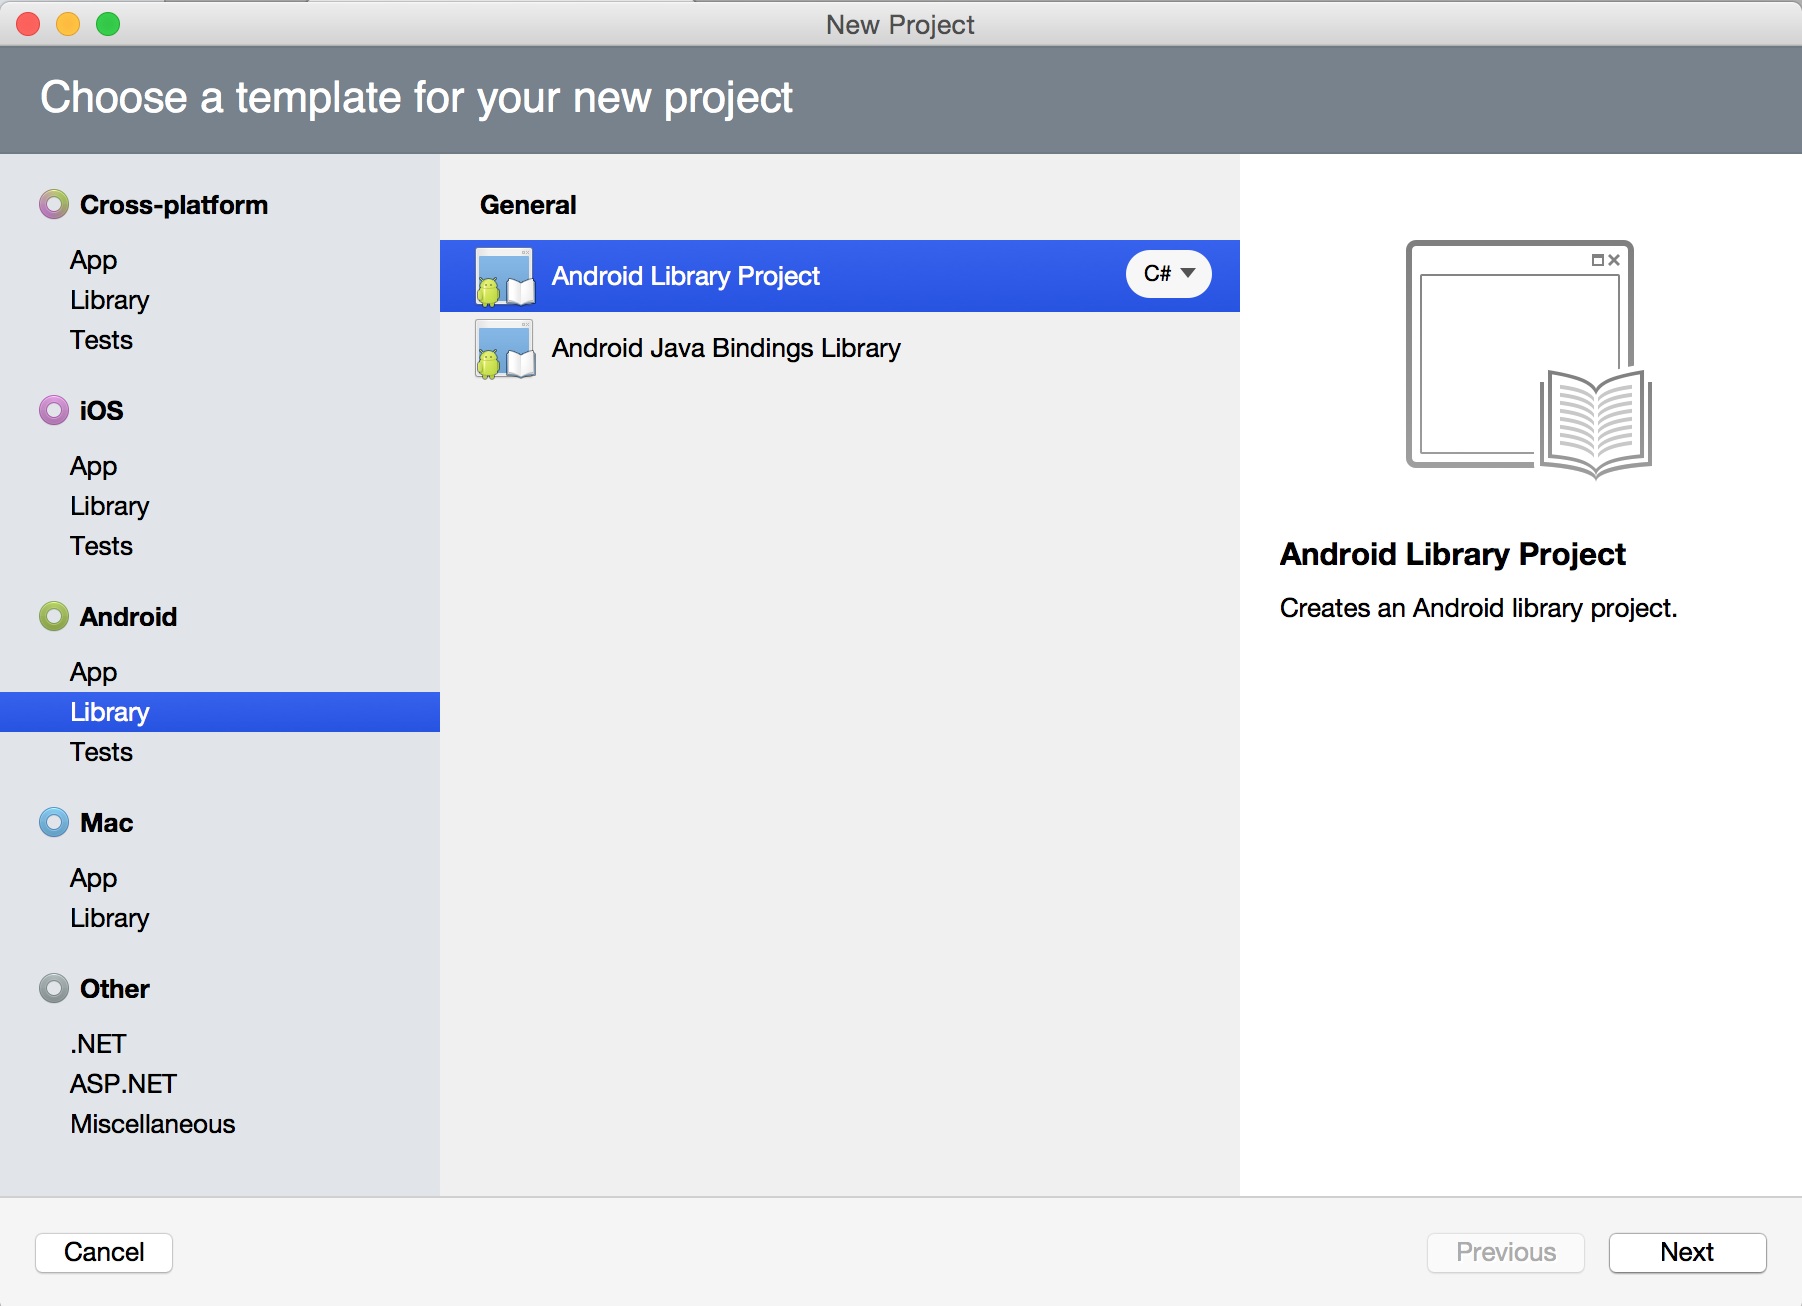 New Project
Choose a template for your new project
Cross-platform
App
Library
Tests
iOS
App
Library
Tests
Android
App
Library
Tests
Mac
App
Library
Other
.NET
ASP.NET
Miscellaneous
General
Android Library Project
C#
Android Java Bindings Library
Android Library Project
Creates an Android library project.
Cancel
Previous
Next